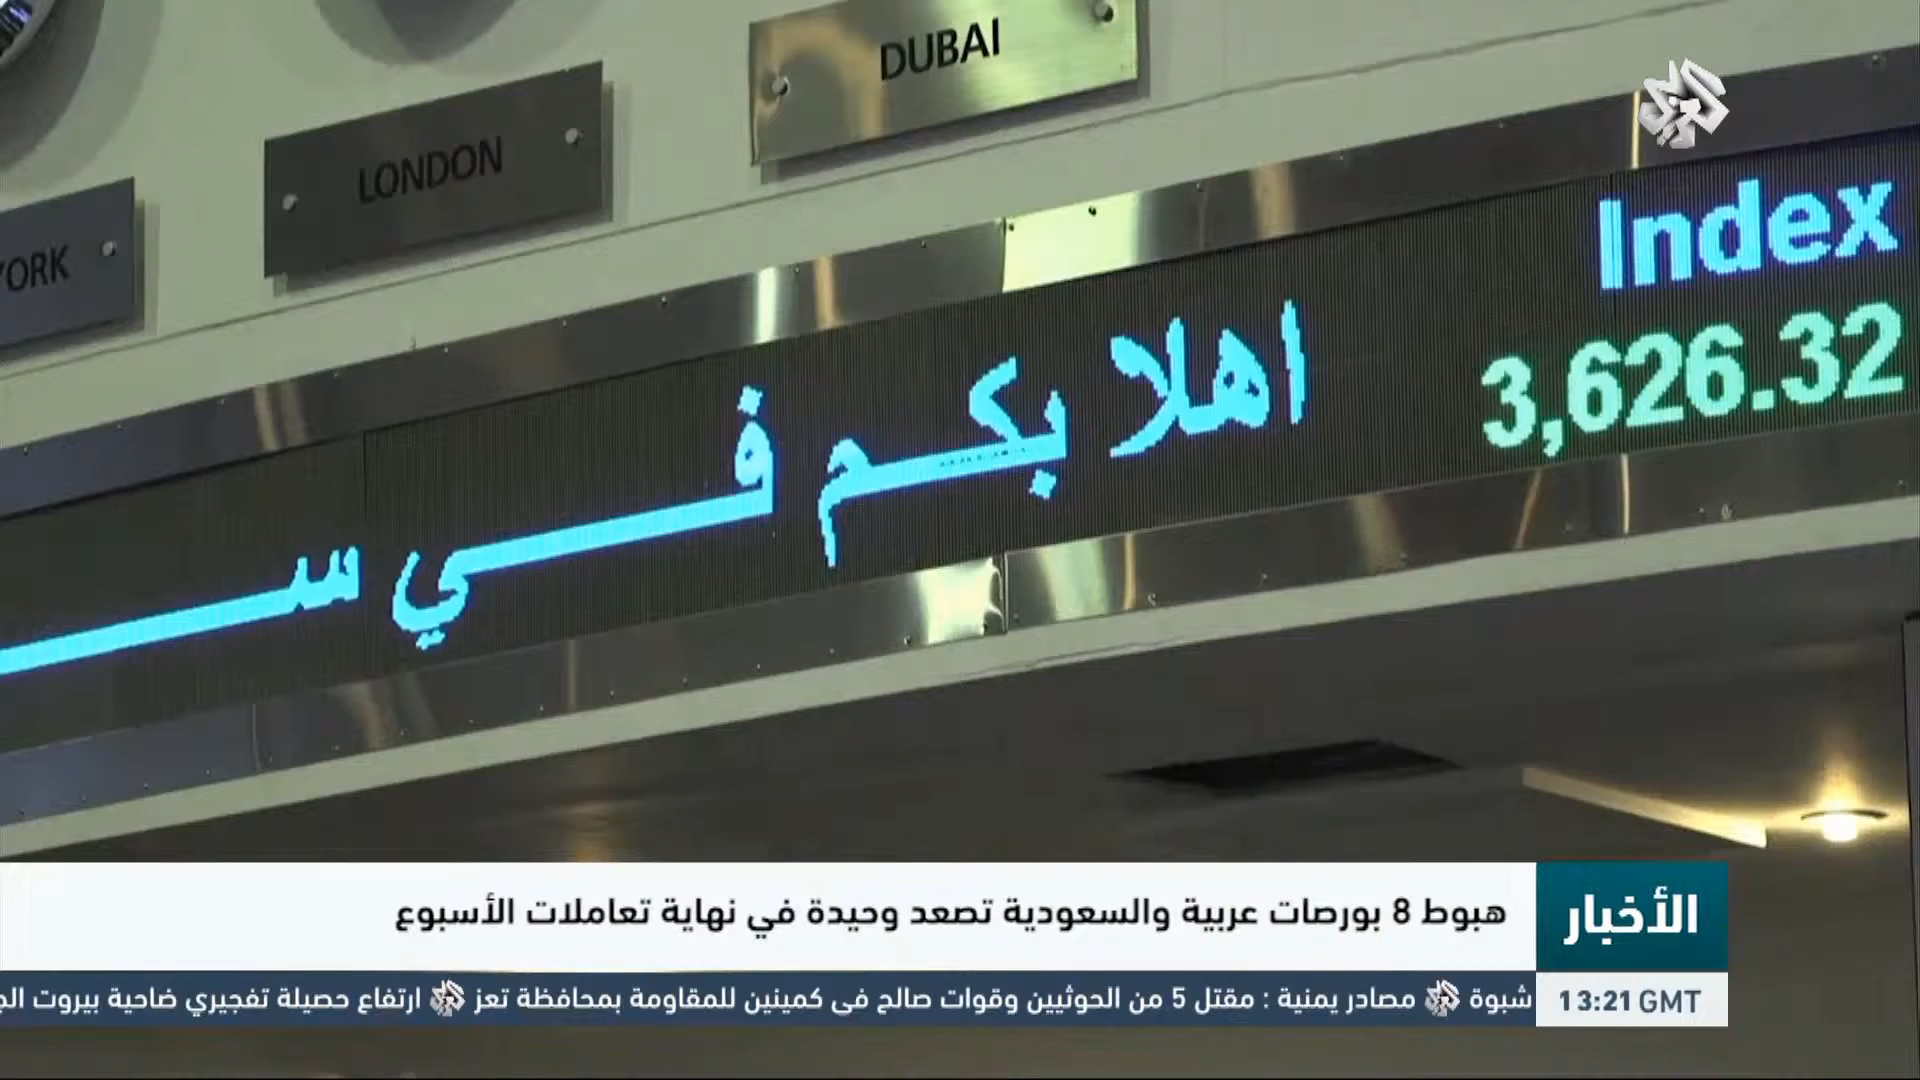 DUBAI
LONDON
YORK
Index
3,626.32
اهلا بكم في سـ
الأخبار
هبوط 8 بورصات عربية والسعودية تصعد وحيدة في نهاية تعاملات الأسبوع
13:21 GMT
شبوة مصادر يمنية : مقتل 5 من الحوثيين وقوات صالح في كمينين للمقاومة بمحافظة تعز ارتفاع حصيلة تفجيري ضاحية بيروت